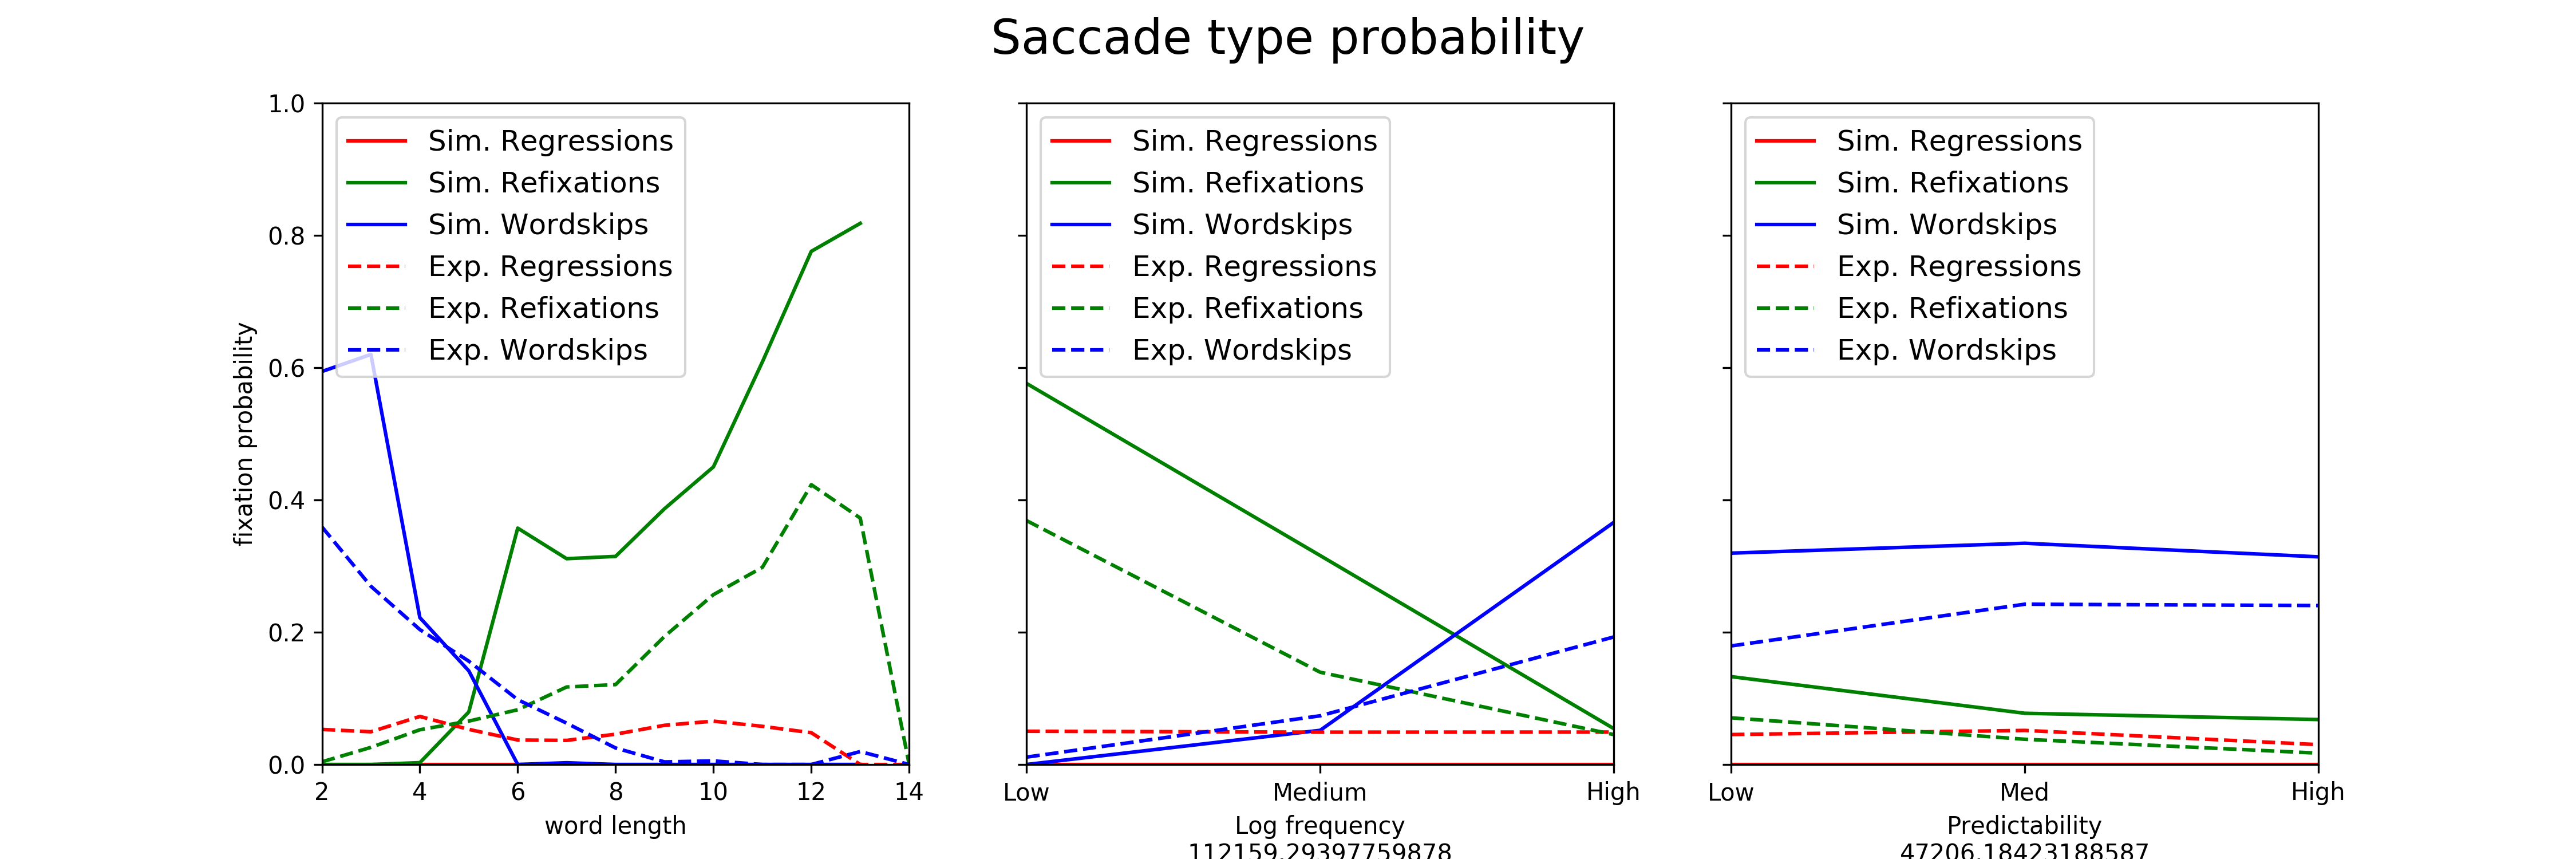 Saccade type probability
1.0
0.8
0.6
0.4
0.2
0.0
fixation probability
Sim. Regressions
Sim. Refixations
Sim. Wordskips
Exp. Regressions
Exp. Refixations
Exp. Wordskips
2 4 6 8 10 12 14
word length
Sim. Regressions
Sim. Refixations
Sim. Wordskips
Exp. Regressions
Exp. Refixations
Exp. Wordskips
Low Medium High
Log frequency
112159.29397759878
Sim. Regressions
Sim. Refixations
Sim. Wordskips
Exp. Regressions
Exp. Refixations
Exp. Wordskips
Low Med High
Predictability
47206.18423188587